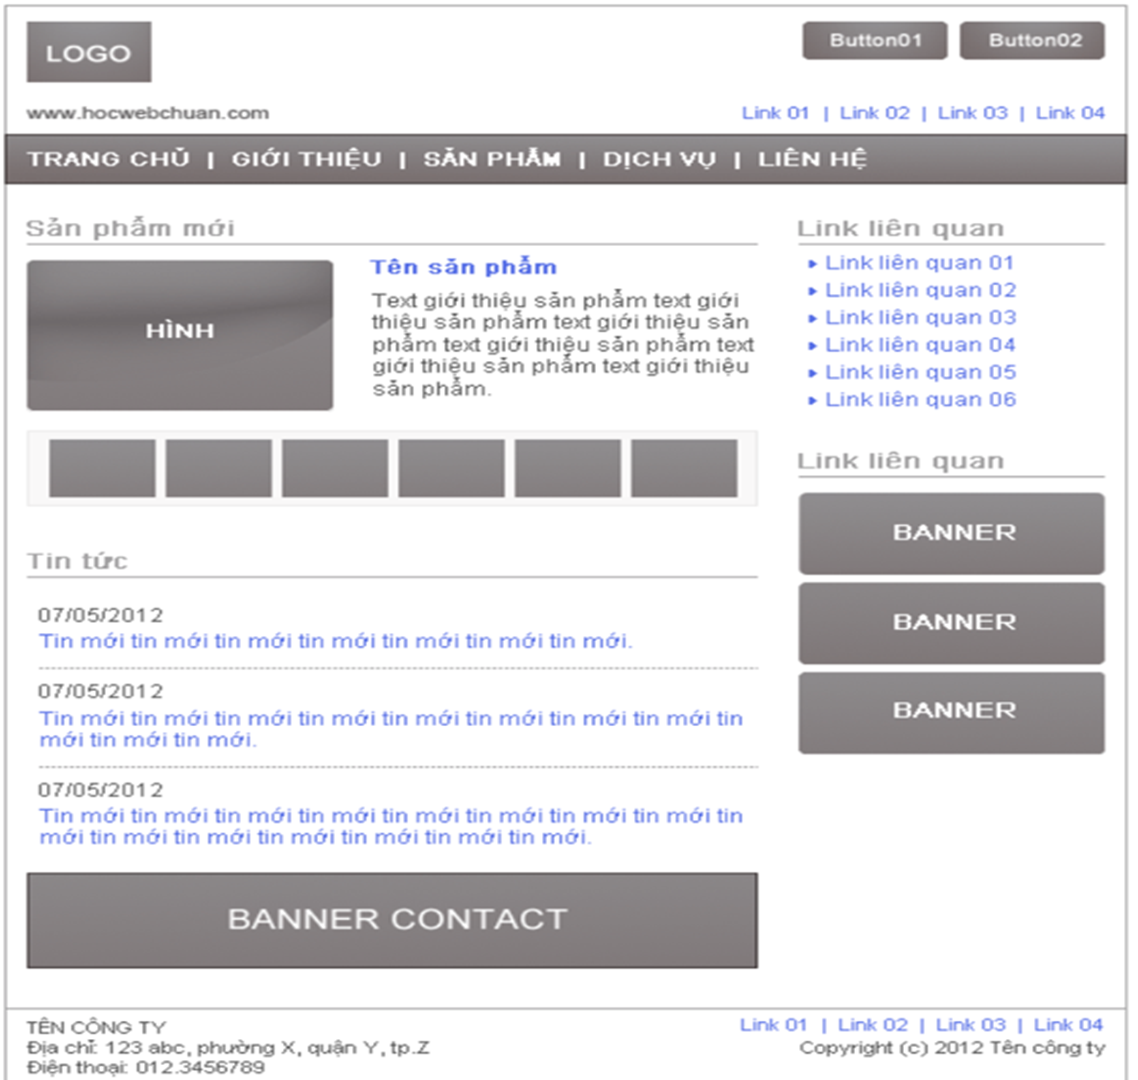 LOGO
Button01
Button02
www.hocwebchuan.com
Link 01 | Link 02 | Link 03 | Link 04
TRANG CHỦ | GIỚI THIỆU | SẢN PHẨM | DỊCH VỤ | LIÊN HỆ
Sản phẩm mới
HÌNH
Tên sản phẩm
Text giới thiệu sản phẩm text giới
thiệu sản phẩm text giới thiệu sản
phẩm text giới thiệu sản phẩm text
giới thiệu sản phẩm text giới thiệu
sản phẩm.
Tin tức
07/05/2012
Tin mới tin mới tin mới tin mới tin mới tin mới tin mới.
07/05/2012
Tin mới tin mới tin mới tin mới tin mới tin mới tin mới tin mới tin
mới tin mới tin mới.
07/05/2012
Tin mới tin mới tin mới tin mới tin mới tin mới tin mới tin mới tin
mới tin mới tin mới tin mới tin mới tin mới tin mới.
BANNER CONTACT
Link liên quan
Link liên quan 01
Link liên quan 02
Link liên quan 03
Link liên quan 04
Link liên quan 05
Link liên quan 06
Link liên quan
BANNER
BANNER
BANNER
TÊN CÔNG TY
Địa chỉ: 123 abc, phường X, quận Y, tp.Z
Điện thoại: 012.3456789
Link 01 | Link 02 | Link 03 | Link 04
Copyright (c) 2012 Tên công ty